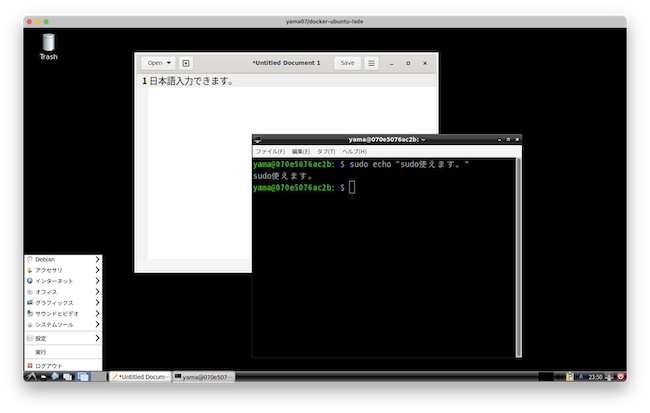 yama07/docker-ubuntu-lxde
Trash
Open
*Untitled Document 1
Save
1 日本語入力できます。
yama@070e5076ac2b: ~
ファイル(F) 編集(E) タブ(T) ヘルプ(H)
yama@070e5076ac2b: $ sudo echo "sudo使えます。"
sudo使えます。
yama@070e5076ac2b: $
Debian
アクセサリ
インターネット
オフィス
グラフィックス
サウンドとビデオ
システムツール
設定
実行
ログアウト
*Untitled Docum...
yama@070e507...
A
23:50